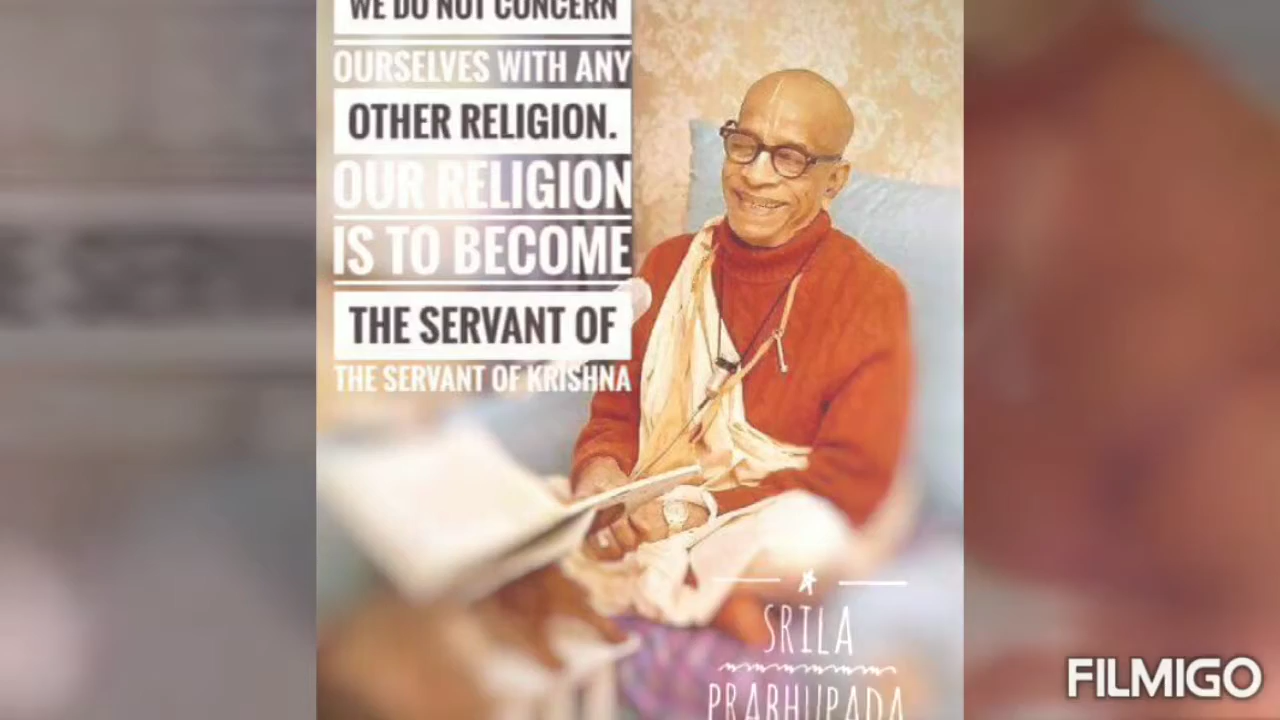 WE DO NOT CONCERN
OURSELVES WITH ANY
OTHER RELIGION.
OUR RELIGION
IS TO BECOME
THE SERVANT OF
THE SERVANT OF KRISHNA
SRILA
PRABHUPADA
FILMIGO